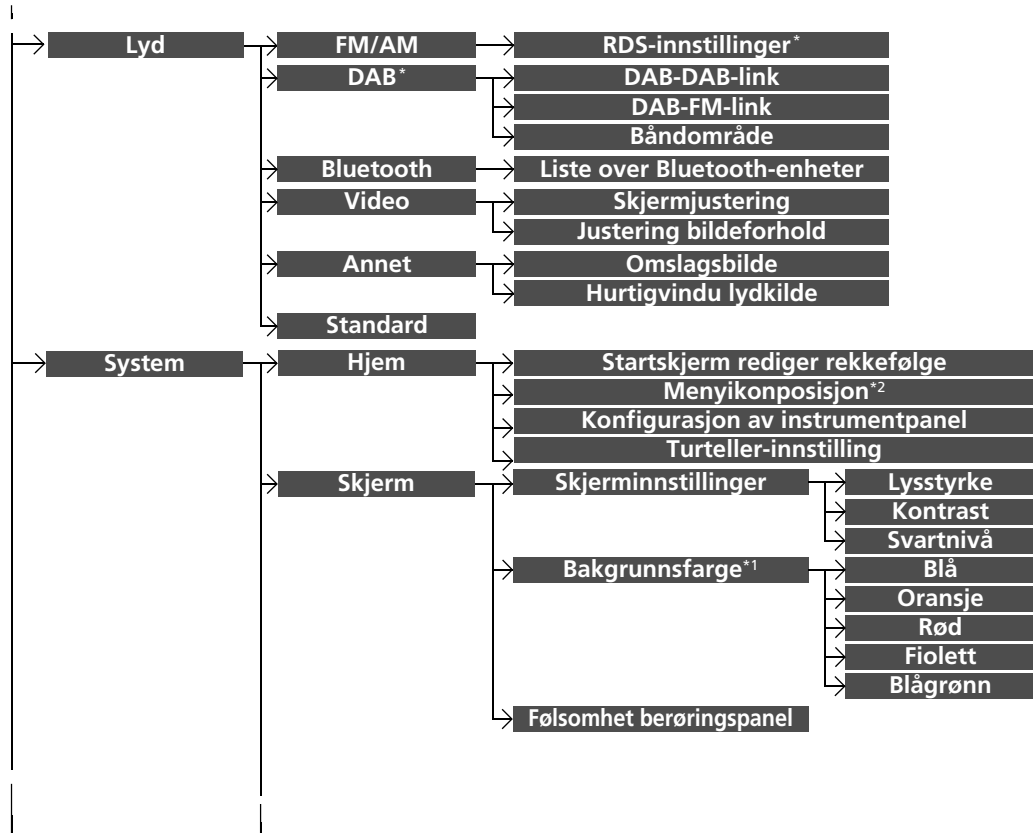 Lyd
FM/AM
RDS-innstillinger*
DAB*
DAB-DAB-link
DAB-FM-link
Båndområde
Bluetooth
Liste over Bluetooth-enheter
Video
Skjermjustering
Justering bildeforhold
Annet
Omslagsbilde
Hurtigvindu lydkilde
Standard
System
Hjem
Startskjerm rediger rekkefølge
Menyikonposisjon*2
Konfigurasjon av instrumentpanel
Turteller-innstilling
Skjerm
Skjerminnstillinger
Lysstyrke
Kontrast
Svartnivå
Bakgrunnsfarge*1
Blå
Oransje
Rød
Fiolett
Blågrønn
Følsomhet berøringspanel